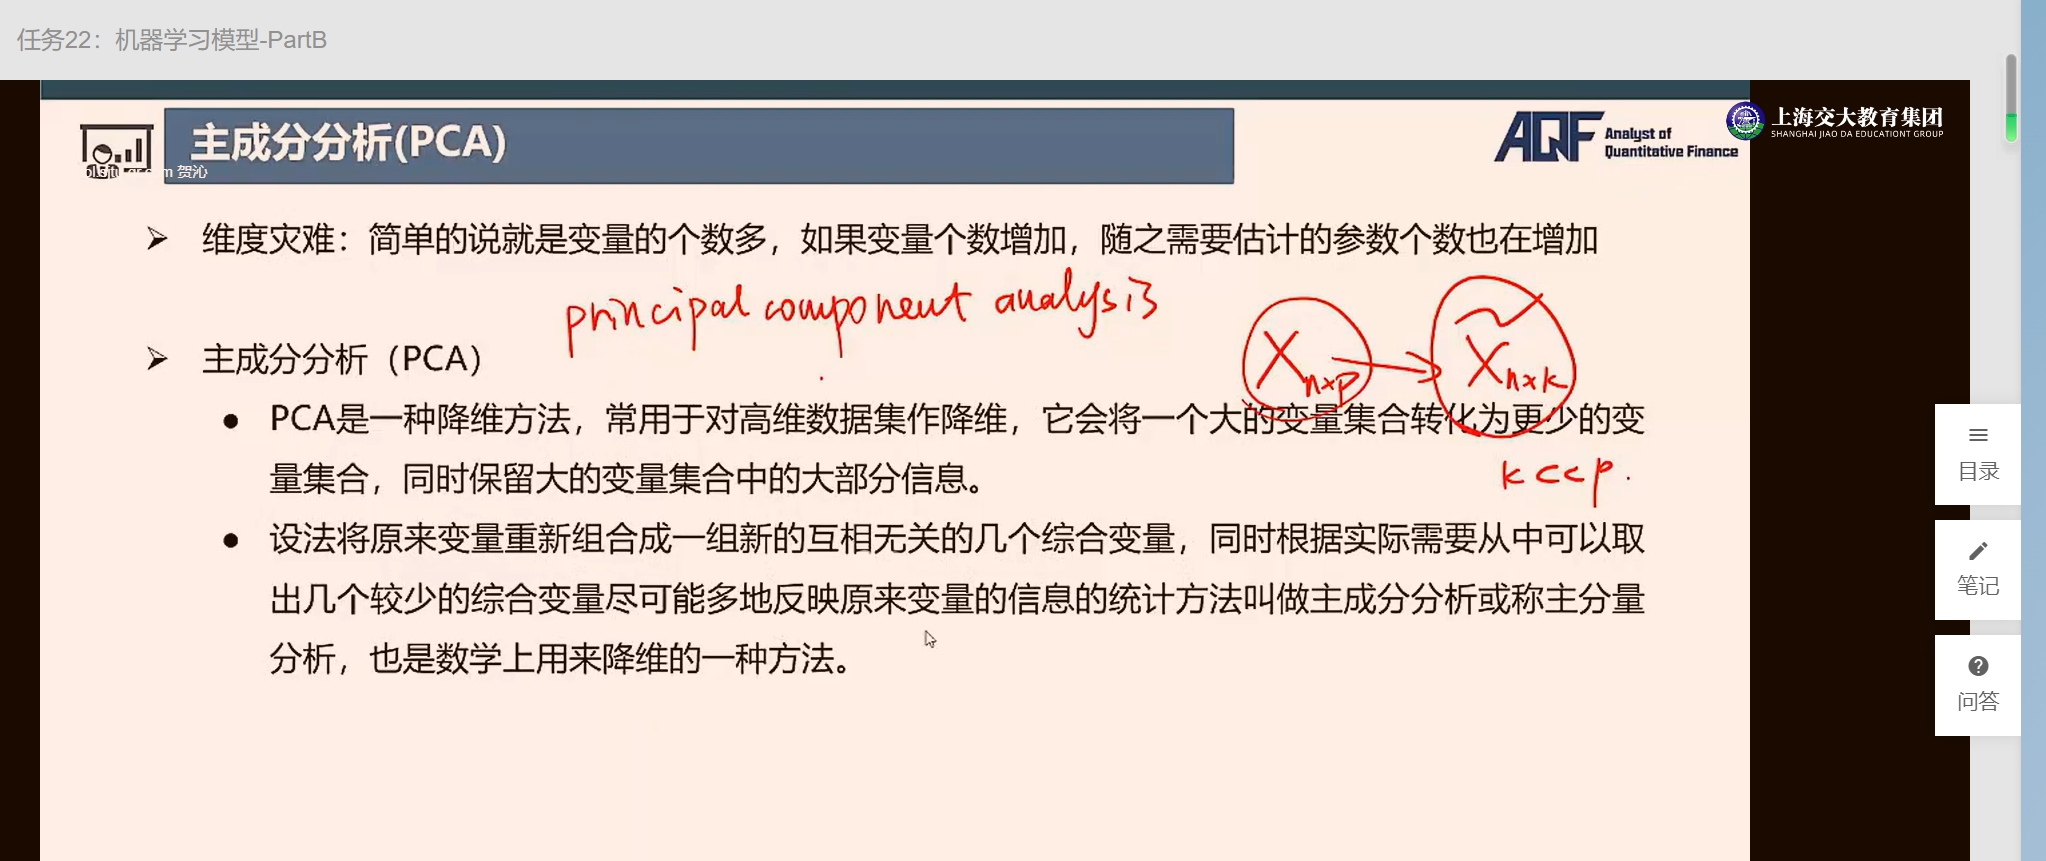 任务22：机器学习模型-PartB
主成分分析(PCA)
贺沁
AQF Analyst of
Quantitative Finance
上海交大教育集团
SHANGHAI JIAO DA EDUCATIONT GROUP
维度灾难：简单的说就是变量的个数多，如果变量个数增加，随之需要估计的参数个数也在增加
principal component analysis
X n×p → X̃ n×k
主成分分析（PCA）
PCA是一种降维方法，常用于对高维数据集作降维，它会将一个大的变量集合转化为更少的变
量集合，同时保留大的变量集合中的大部分信息。
k<<p.
设法将原来变量重新组合成一组新的互相无关的几个综合变量，同时根据实际需要从中可以取
出几个较少的综合变量尽可能多地反映原来变量的信息的统计方法叫做主成分分析或称主分量
分析，也是数学上用来降维的一种方法。
目录
笔记
问答